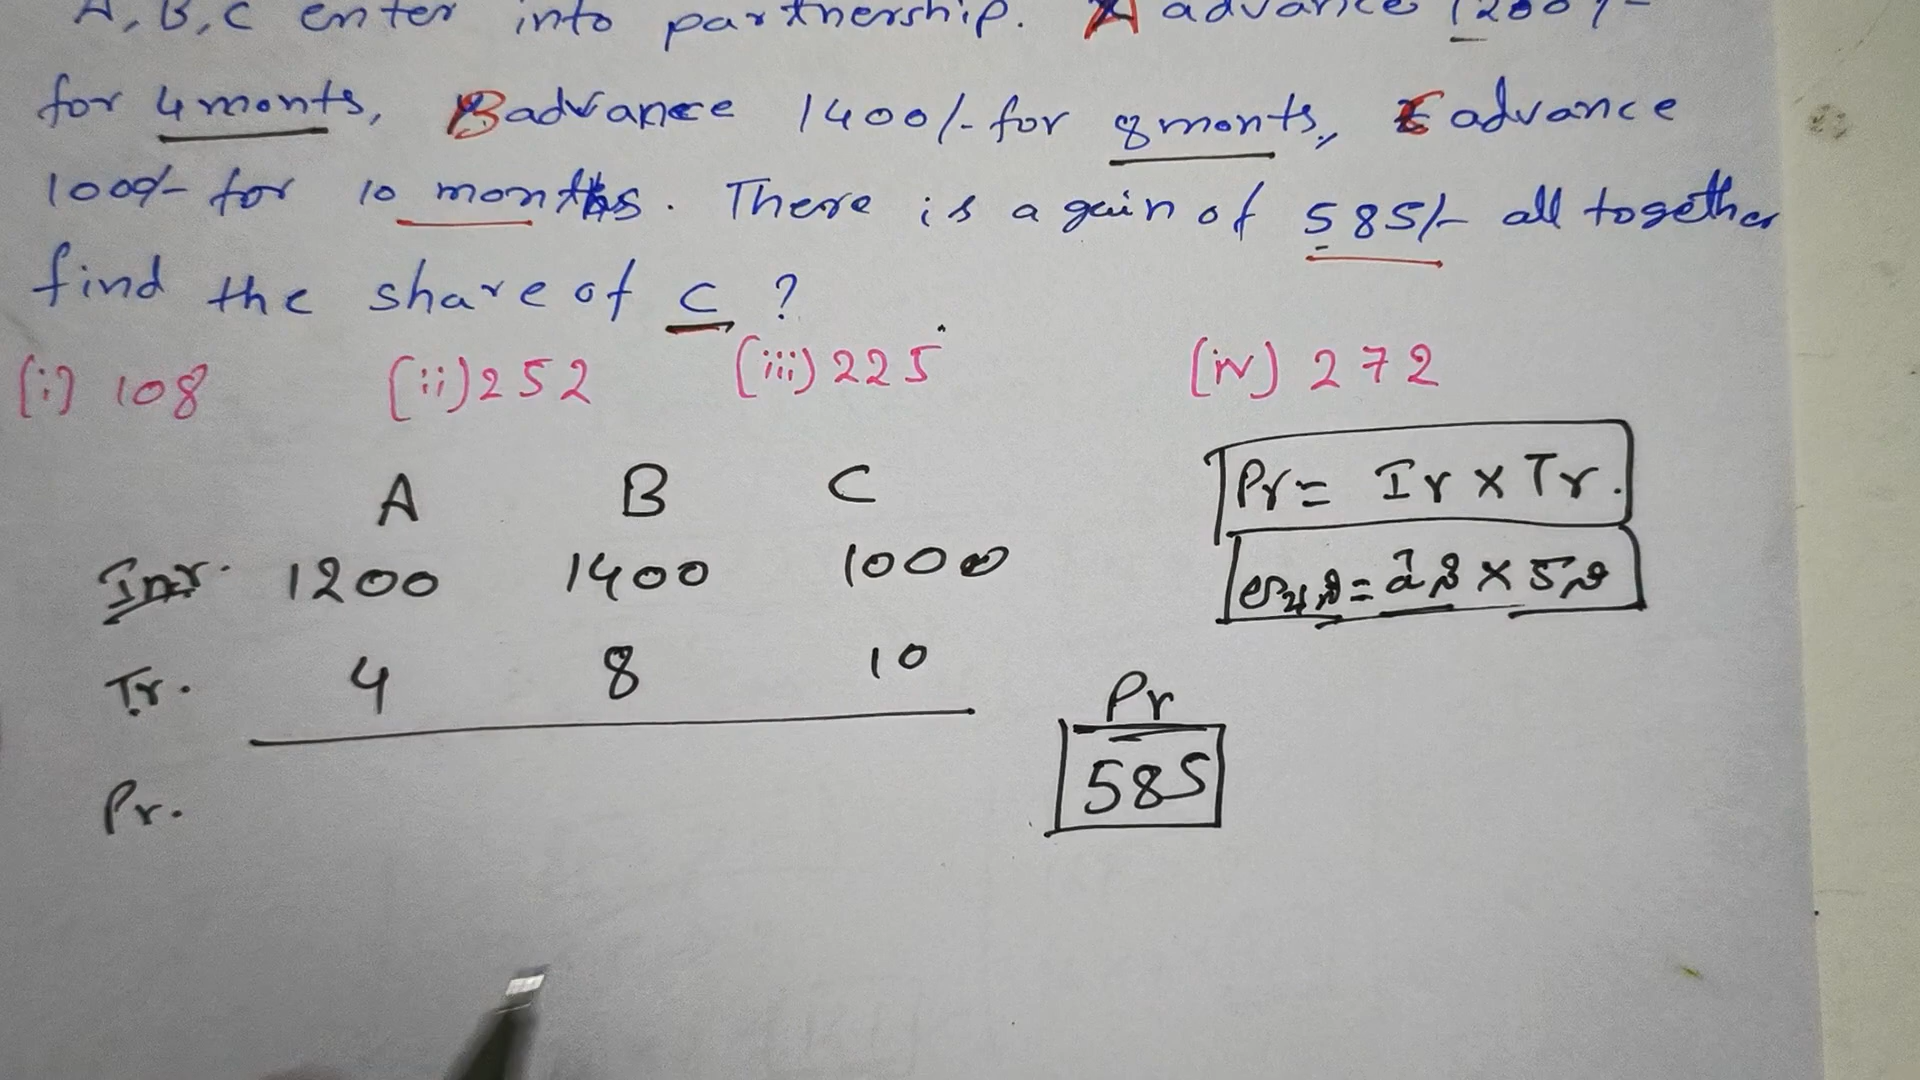 A, B, C enter into partnership. A advance 1200/-
for 4 monts, B advance 1400/- for 8 monts, C advance
1000/- for 10 months. There is a gain of 585/- all together
find the share of C ?
(i) 108 (ii) 252 (iii) 225 (iv) 272
A B C
Inr. 1200 1400 1000
Tr. 4 8 10
Pr.
Pr = Ir x Tr.
Pr
585